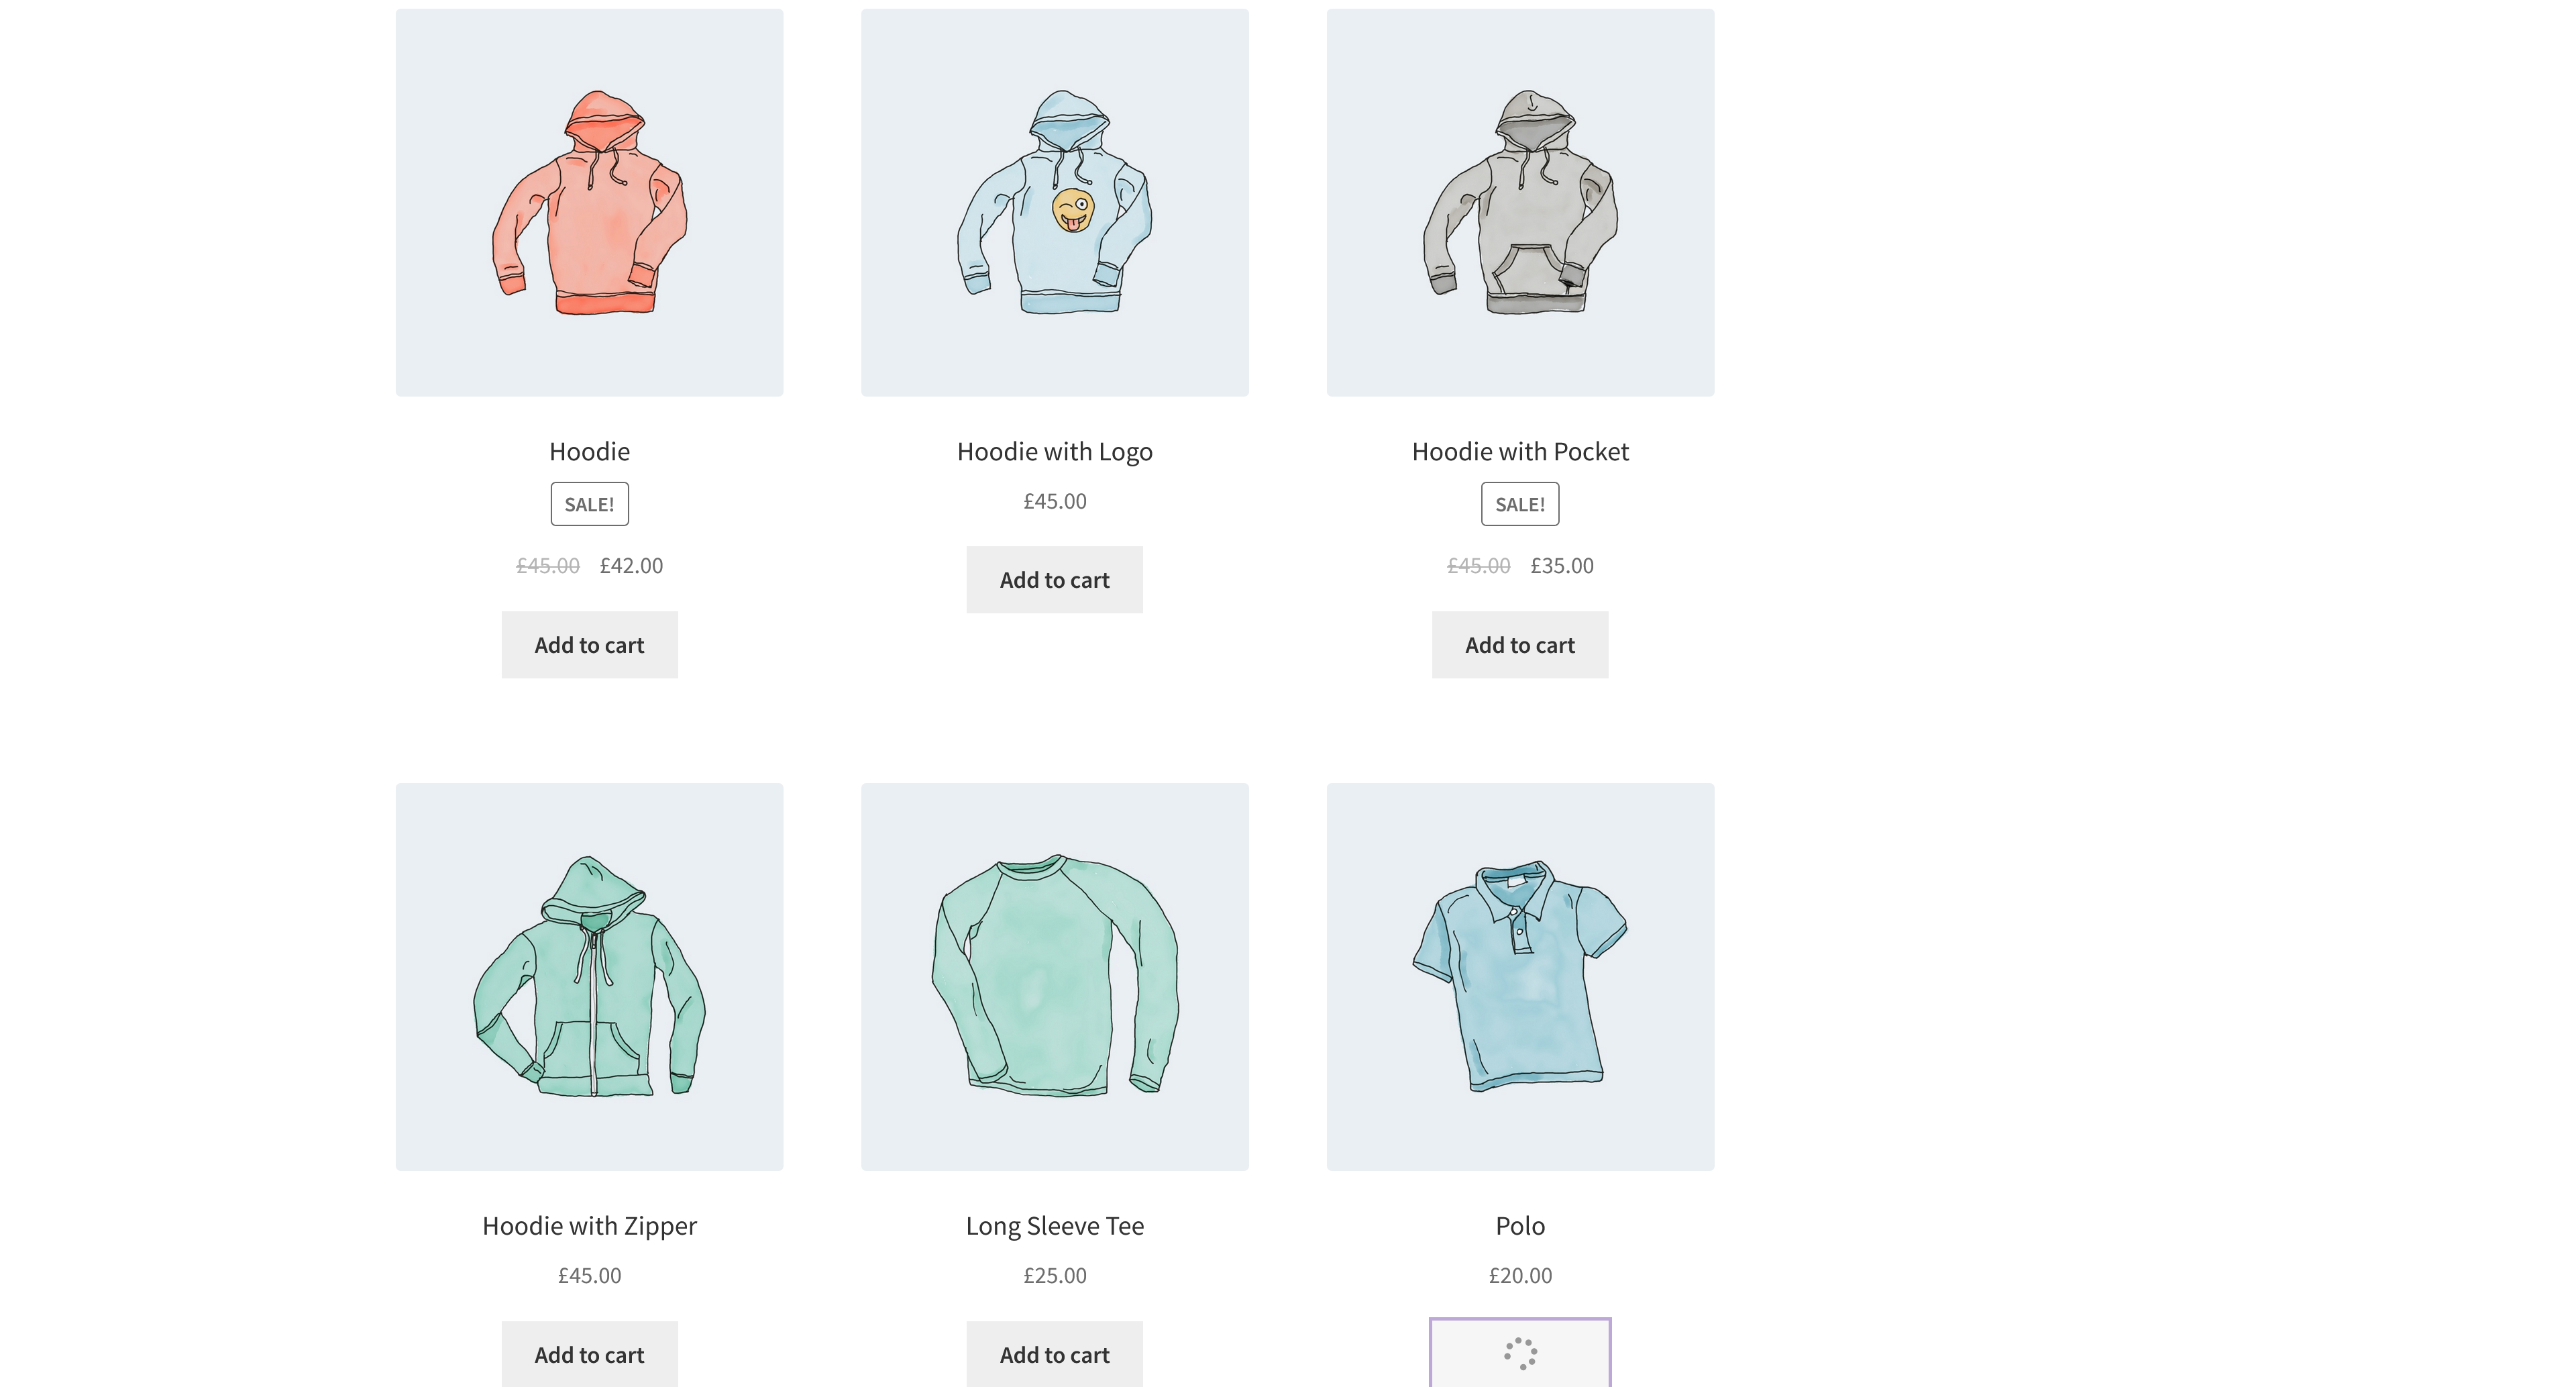 Hoodie
SALE!
£45.00 £42.00
Add to cart
Hoodie with Logo
£45.00
Add to cart
Hoodie with Pocket
SALE!
£45.00 £35.00
Add to cart
Hoodie with Zipper
£45.00
Add to cart
Long Sleeve Tee
£25.00
Add to cart
Polo
£20.00